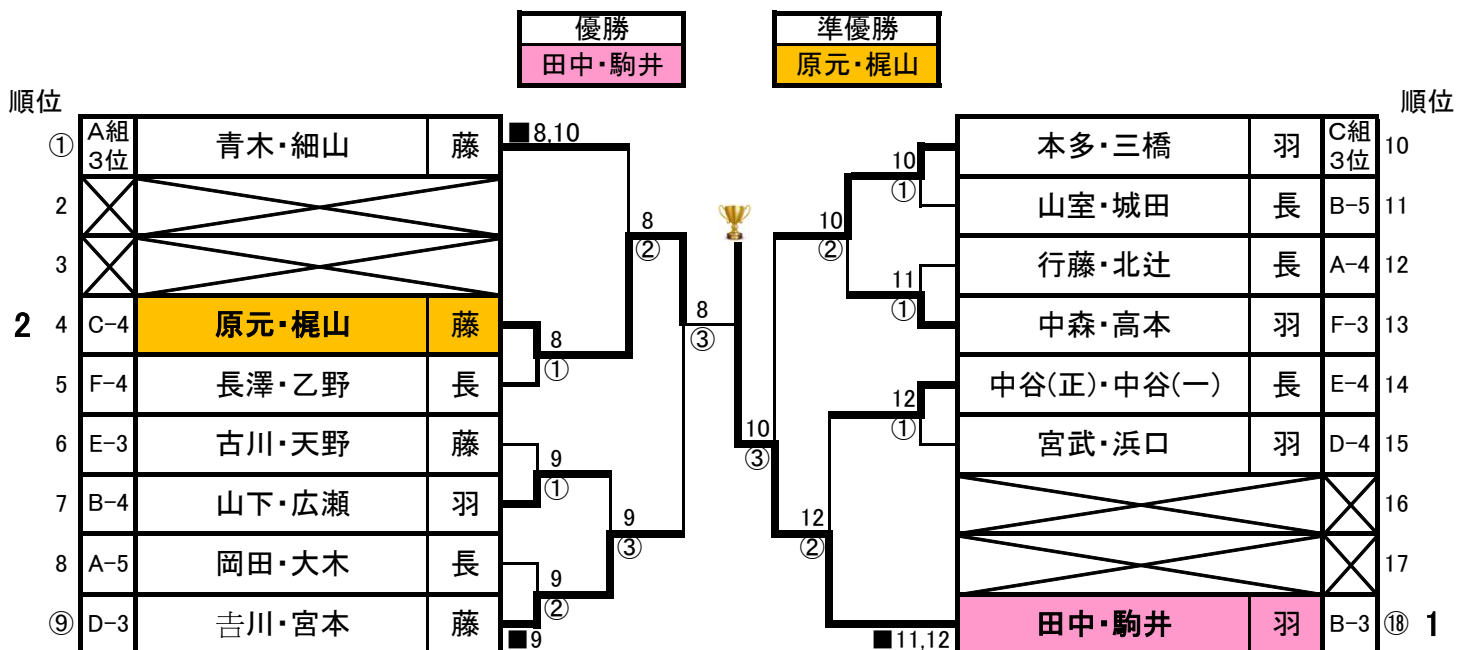 優勝
準優勝
田中・駒井
原元・梶山
順位
順位
① A組3位 青木・細山 藤 ■8,10
2
3
2 4 C-4 原元・梶山 藤
5 F-4 長澤・乙野 長
6 E-3 古川・天野 藤
7 B-4 山下・広瀬 羽
8 A-5 岡田・大木 長
⑨ D-3 吉川・宮本 藤 ■9
8
②
8
①
9
①
9
②
9
③
8
③
10
③
10
②
12
②
10
①
11
①
12
①
本多・三橋 羽 C組3位 10
山室・城田 長 B-5 11
行藤・北辻 長 A-4 12
中森・高本 羽 F-3 13
中谷(正)・中谷(一) 長 E-4 14
宮武・浜口 羽 D-4 15
16
17
■11,12 田中・駒井 羽 B-3 ⑱ 1